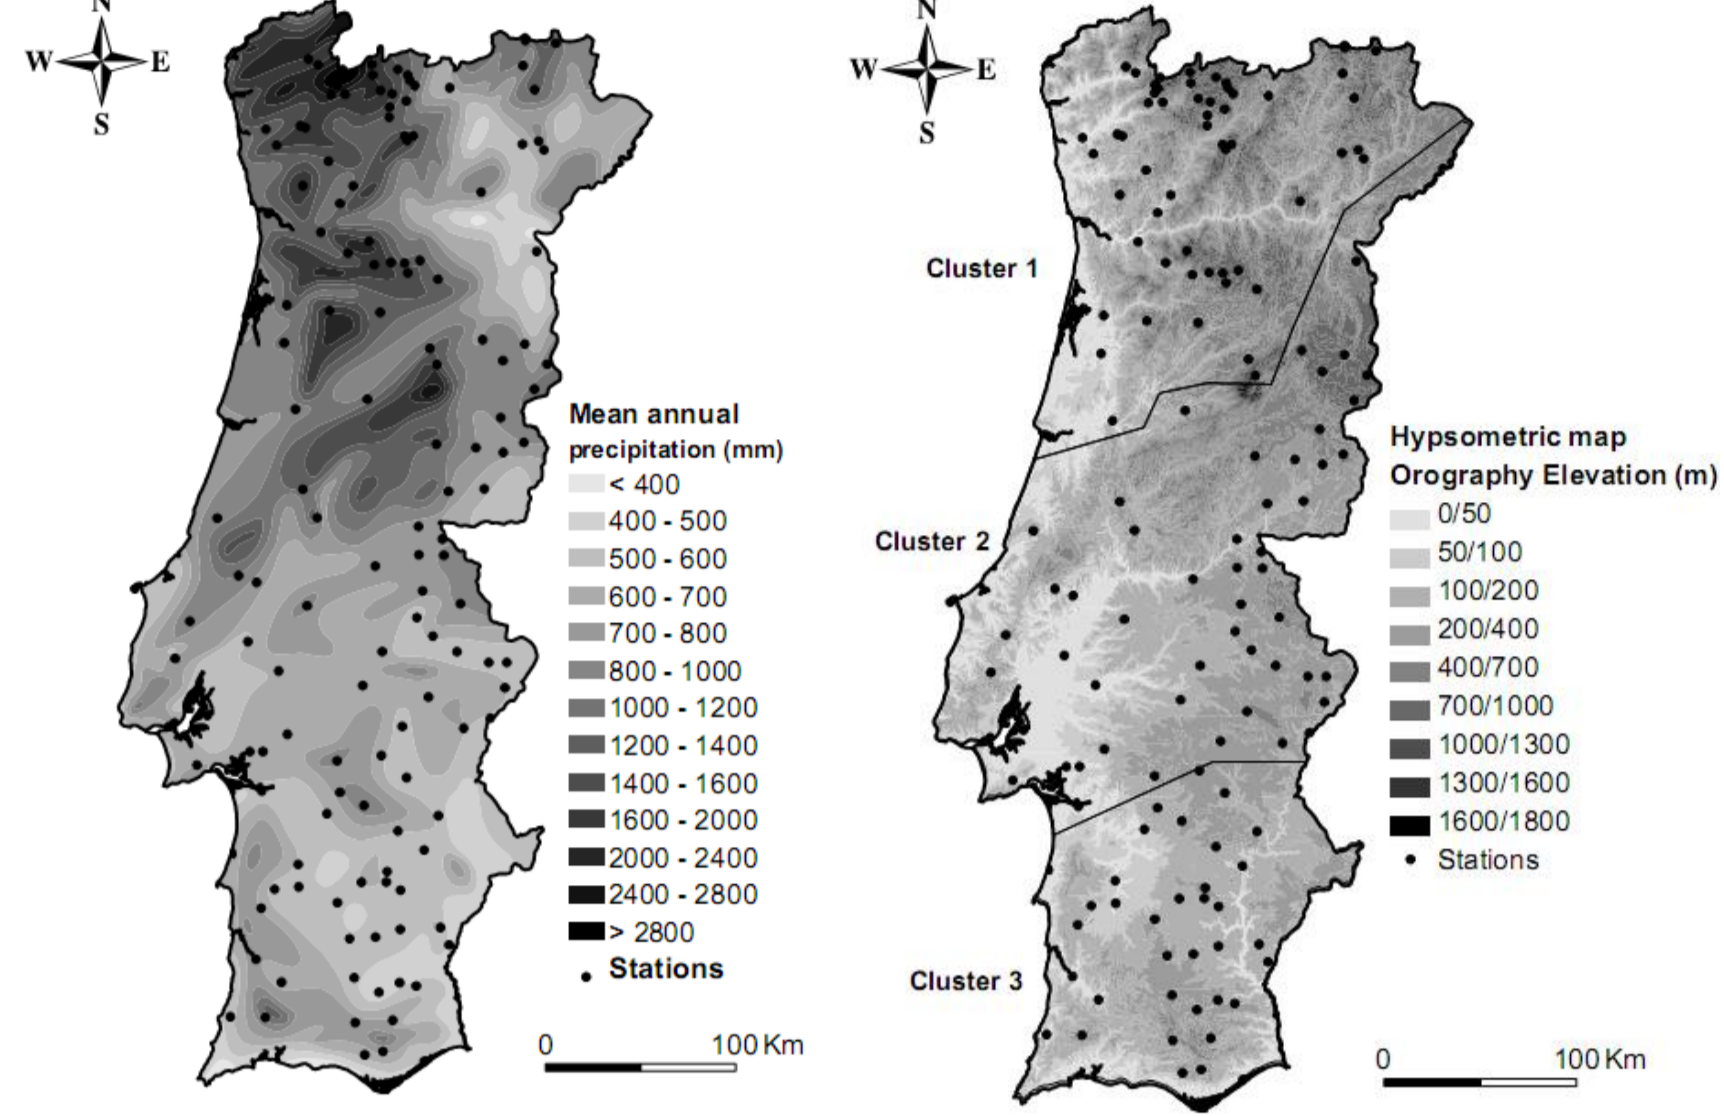 N
W E
S
Mean annual
precipitation (mm)
< 400
400 - 500
500 - 600
600 - 700
700 - 800
800 - 1000
1000 - 1200
1200 - 1400
1400 - 1600
1600 - 2000
2000 - 2400
2400 - 2800
> 2800
Stations
0 100 Km
N
W E
S
Cluster 1
Cluster 2
Cluster 3
Hypsometric map
Orography Elevation (m)
0/50
50/100
100/200
200/400
400/700
700/1000
1000/1300
1300/1600
1600/1800
Stations
0 100 Km